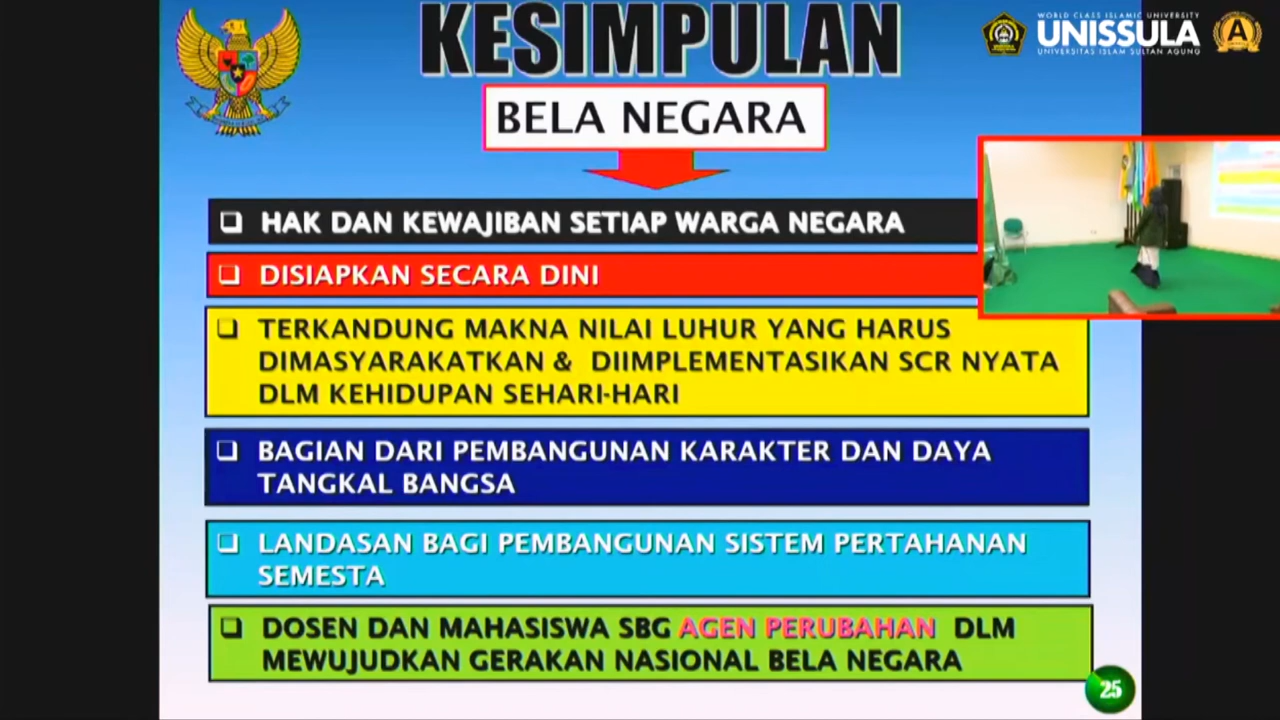 KESIMPULAN
WORLD CLASS ISLAMIC UNIVERSITY
UNISSULA
UNIVERSITAS ISLAM SULTAN AGUNG
A
BELA NEGARA
❑ HAK DAN KEWAJIBAN SETIAP WARGA NEGARA
❑ DISIAPKAN SECARA DINI
❑ TERKANDUNG MAKNA NILAI LUHUR YANG HARUS
DIMASYARAKATKAN & DIIMPLEMENTASIKAN SCR NYATA
DLM KEHIDUPAN SEHARI-HARI
❑ BAGIAN DARI PEMBANGUNAN KARAKTER DAN DAYA
TANGKAL BANGSA
❑ LANDASAN BAGI PEMBANGUNAN SISTEM PERTAHANAN
SEMESTA
❑ DOSEN DAN MAHASISWA SBG AGEN PERUBAHAN DLM
MEWUJUDKAN GERAKAN NASIONAL BELA NEGARA
25